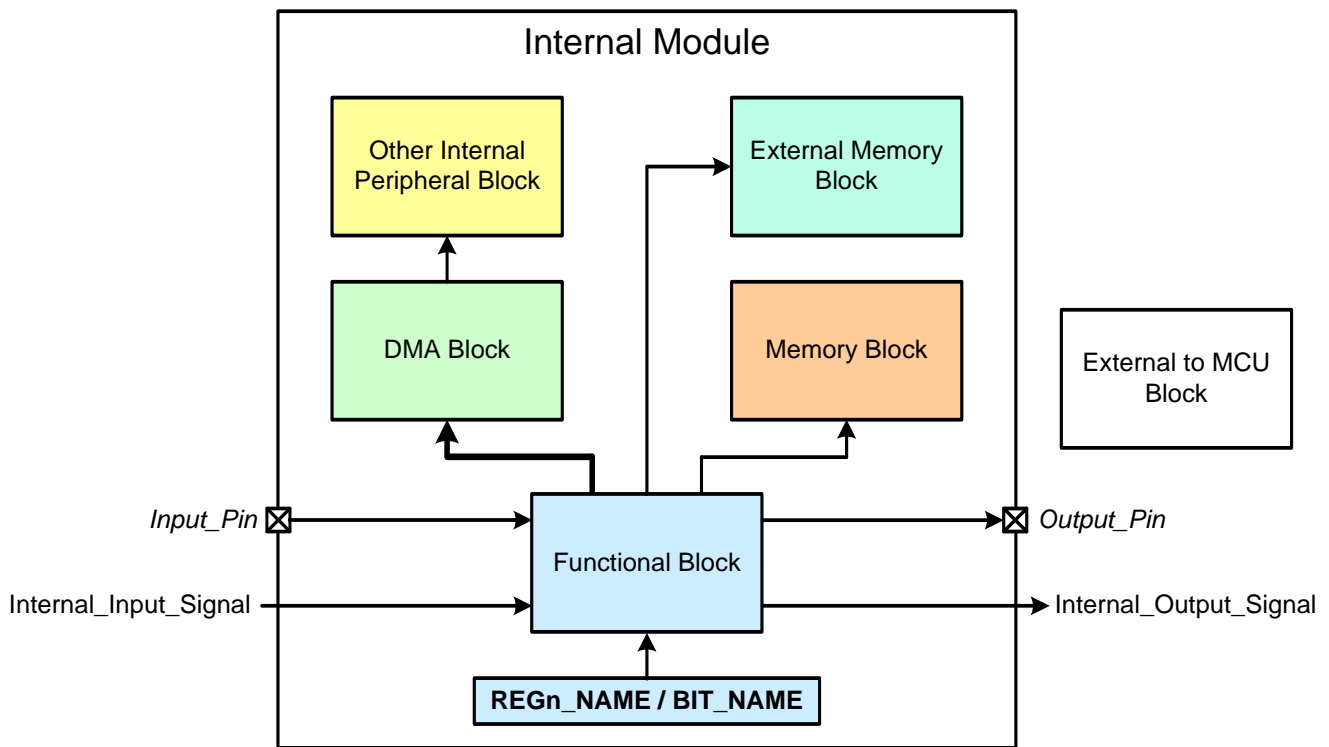 Internal Module
Other Internal
Peripheral Block
External Memory
Block
DMA Block
Memory Block
External to MCU
Block
Input_Pin
Output_Pin
Functional Block
Internal_Input_Signal
Internal_Output_Signal
REGn_NAME / BIT_NAME